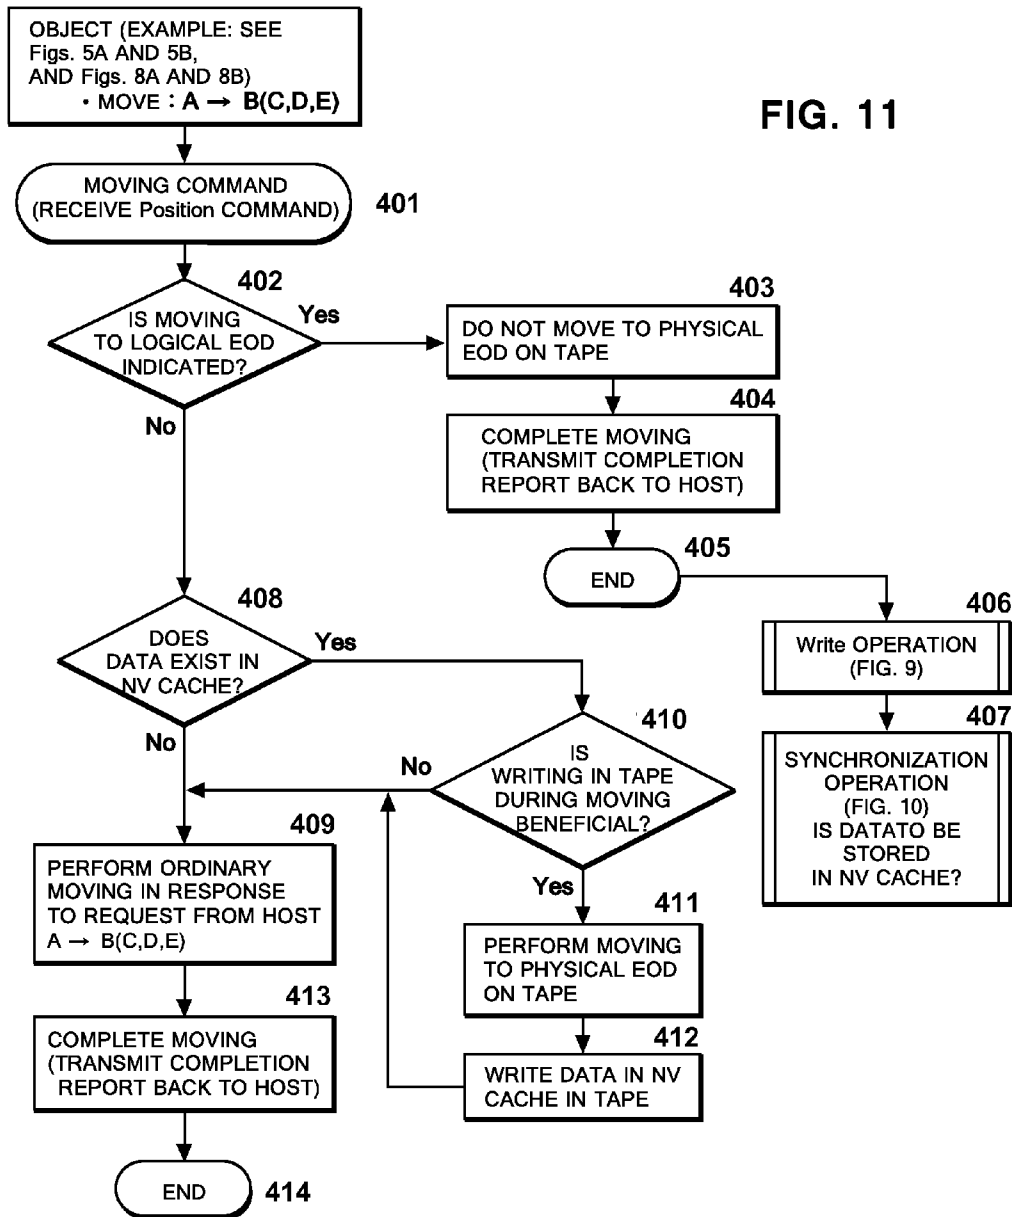 OBJECT (EXAMPLE: SEE
Figs. 5A AND 5B,
AND Figs. 8A AND 8B)
• MOVE : A → B(C,D,E)
FIG. 11
MOVING COMMAND
(RECEIVE Position COMMAND)
401
402
IS MOVING
TO LOGICAL EOD
INDICATED?
Yes
No
403
DO NOT MOVE TO PHYSICAL
EOD ON TAPE
404
COMPLETE MOVING
(TRANSMIT COMPLETION
REPORT BACK TO HOST)
405
END
406
Write OPERATION
(FIG. 9)
407
SYNCHRONIZATION
OPERATION
(FIG. 10)
IS DATATO BE
STORED
IN NV CACHE?
408
DOES
DATA EXIST IN
NV CACHE?
Yes
No
410
IS
WRITING IN TAPE
DURING MOVING
BENEFICIAL?
No
Yes
409
PERFORM ORDINARY
MOVING IN RESPONSE
TO REQUEST FROM HOST
A → B(C,D,E)
411
PERFORM MOVING
TO PHYSICAL EOD
ON TAPE
412
WRITE DATA IN NV
CACHE IN TAPE
413
COMPLETE MOVING
(TRANSMIT COMPLETION
REPORT BACK TO HOST)
END
414